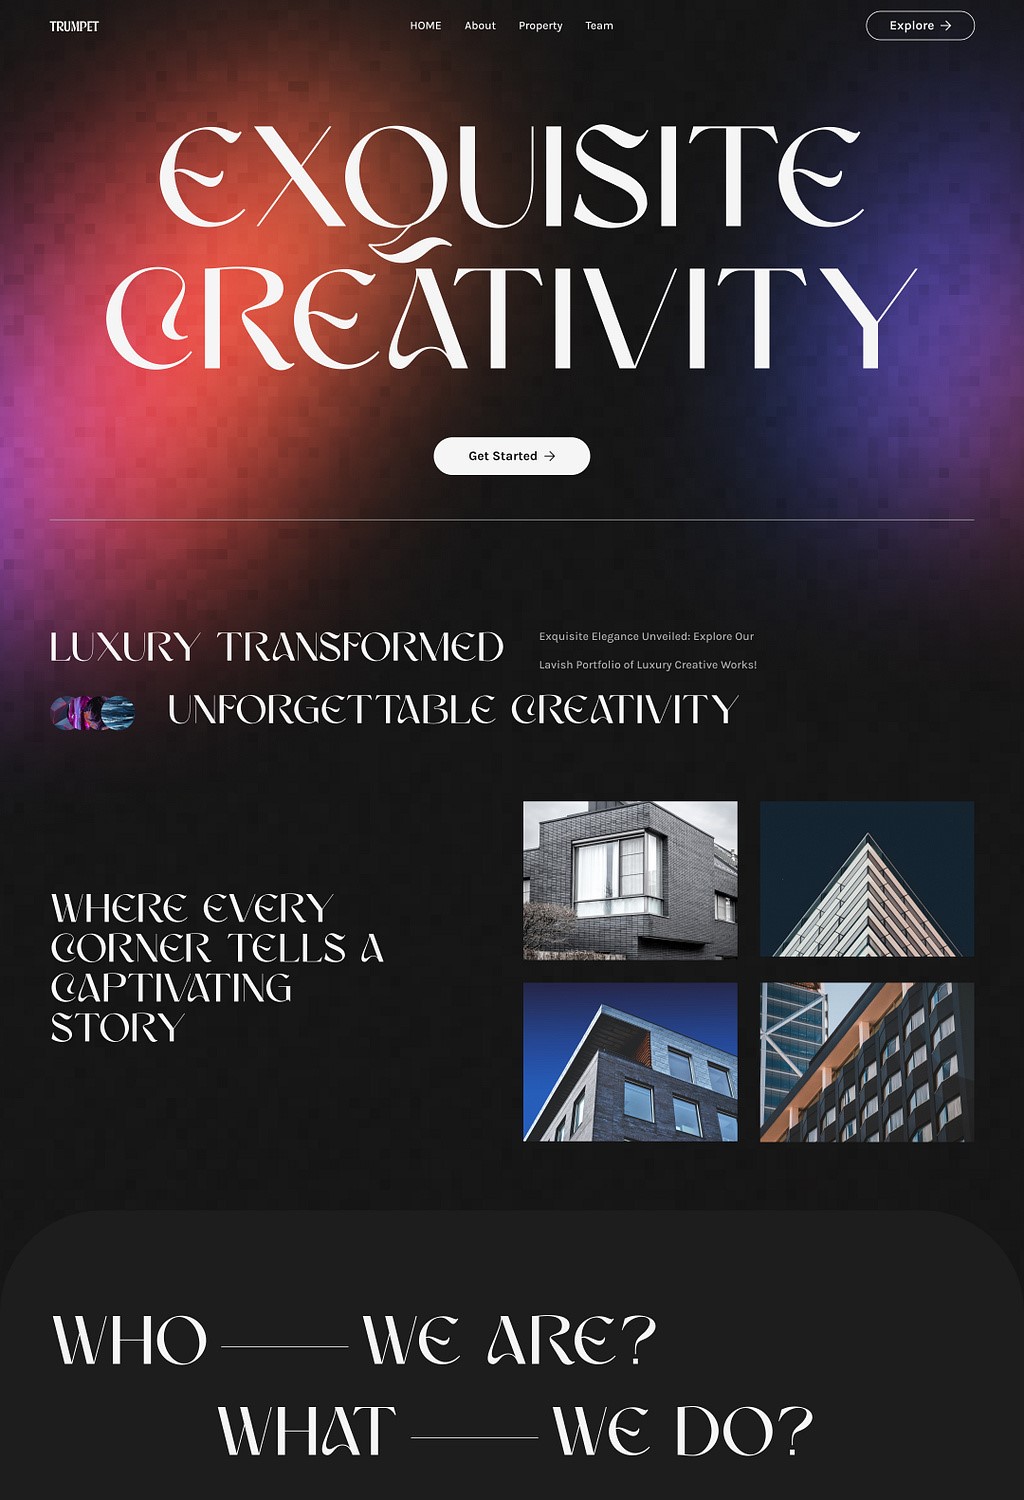 TRUMPET
HOME About Property Team
Explore →
EXQUISITE
CREATIVITY
Get Started →
LUXURY TRANSFORMED
Exquisite Elegance Unveiled: Explore Our
Lavish Portfolio of Luxury Creative Works!
UNFORGETTABLE CREATIVITY
WHERE EVERY
CORNER TELLS A
CAPTIVATING
STORY
WHO — WE ARE?
WHAT — WE DO?